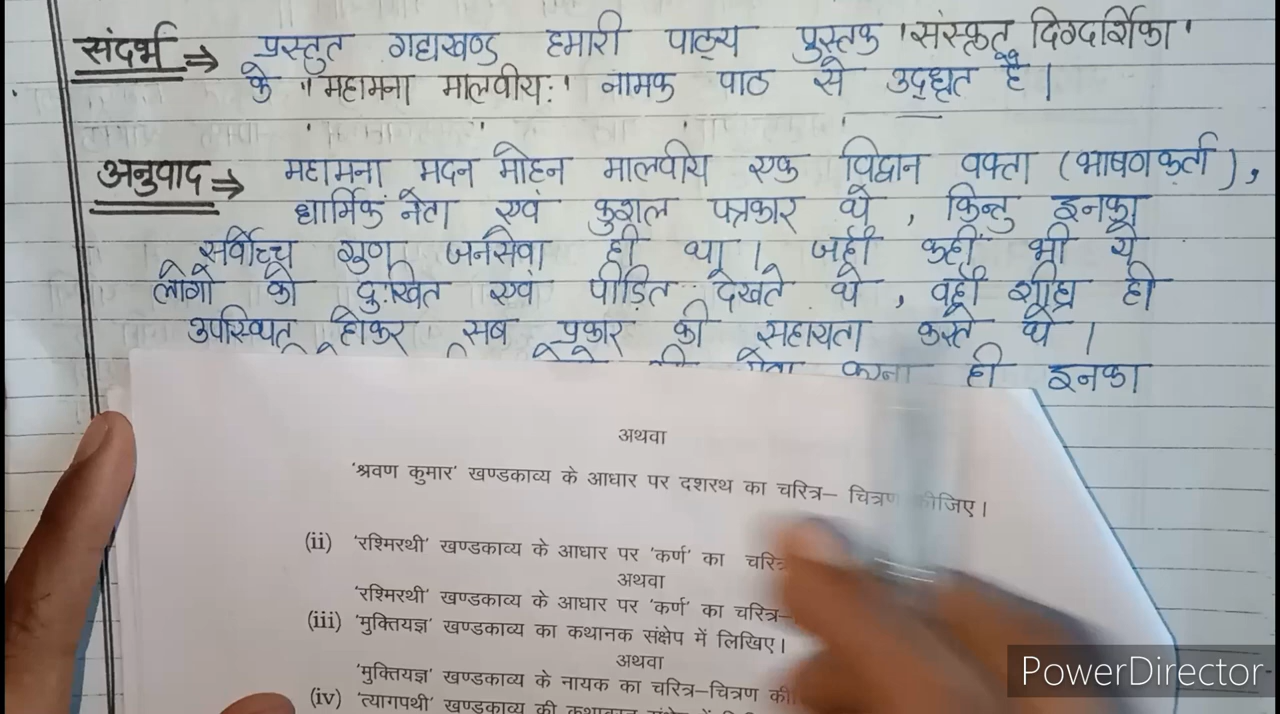 संदर्भ ⇒ प्रस्तुत गद्यखण्ड हमारी पाठ्य पुस्तक 'संस्कृत दिग्दर्शिका'
के "महामना मालवीयः' नामक पाठ से उद्धृत है।
अनुवाद ⇒ महामना मदन मोहन मालवीय एक विद्वान वक्ता (भाषणकर्ता),
धार्मिक नेता एवं कुशल पत्रकार थे, किन्तु इनका
सर्वोच्च गुण जनसेवा ही था। जहाँ कहीं भी ये
लोगों को दुःखित एवं पीड़ित देखते थे, वहाँ शीघ्र ही
उपस्थित होकर सब प्रकार की सहायता करते थे।
करना ही इनका
अथवा
'श्रवण कुमार' खण्डकाव्य के आधार पर दशरथ का चरित्र– चित्रण कीजिए।
(ii) 'रश्मिरथी' खण्डकाव्य के आधार पर 'कर्ण' का
अथवा
'रश्मिरथी' खण्डकाव्य के आधार पर 'कर्ण' का चरित्र–
(iii) 'मुक्तियज्ञ' खण्डकाव्य का कथानक संक्षेप में लिखिए।
अथवा
'मुक्तियज्ञ' खण्डकाव्य के नायक का चरित्र–चित्रण
(iv) 'त्यागपथी' खण्डकाव्य की
PowerDirector